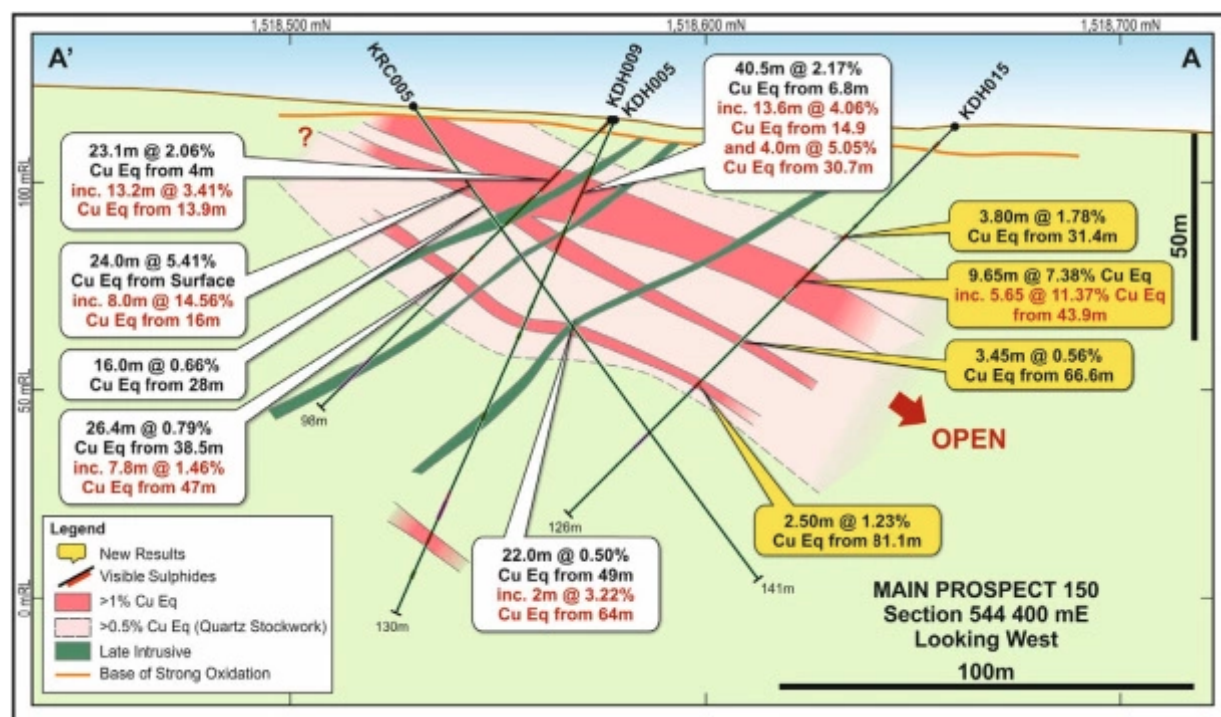 1,518,500 mN
1,518,600 mN
1,518,700 mN
A'
A
KRC005
KDH009
KDH005
KDH015
?
40.5m @ 2.17%
Cu Eq from 6.8m
inc. 13.6m @ 4.06%
Cu Eq from 14.9
and 4.0m @ 5.05%
Cu Eq from 30.7m
23.1m @ 2.06%
Cu Eq from 4m
inc. 13.2m @ 3.41%
Cu Eq from 13.9m
24.0m @ 5.41%
Cu Eq from Surface
inc. 8.0m @ 14.56%
Cu Eq from 16m
16.0m @ 0.66%
Cu Eq from 28m
26.4m @ 0.79%
Cu Eq from 38.5m
inc. 7.8m @ 1.46%
Cu Eq from 47m
3.80m @ 1.78%
Cu Eq from 31.4m
9.65m @ 7.38% Cu Eq
inc. 5.65 @ 11.37% Cu Eq
from 43.9m
3.45m @ 0.56%
Cu Eq from 66.6m
2.50m @ 1.23%
Cu Eq from 81.1m
22.0m @ 0.50%
Cu Eq from 49m
inc. 2m @ 3.22%
Cu Eq from 64m
OPEN
100 mRL
50 mRL
0 mRL
50m
98m
126m
130m
141m
Legend
New Results
Visible Sulphides
>1% Cu Eq
>0.5% Cu Eq (Quartz Stockwork)
Late Intrusive
Base of Strong Oxidation
MAIN PROSPECT 150
Section 544 400 mE
Looking West
100m